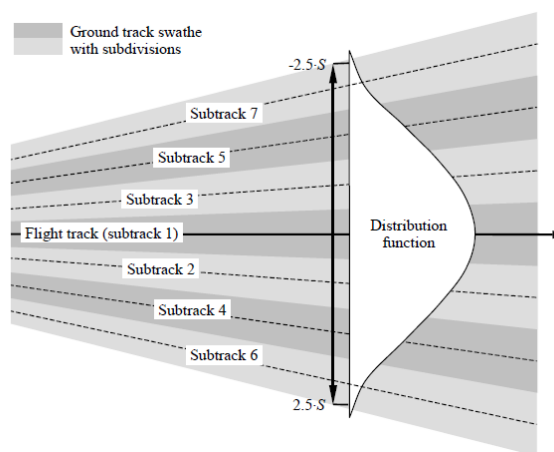 Ground track swathe
with subdivisions
-2.5·S
Subtrack 7
Subtrack 5
Subtrack 3
Flight track (subtrack 1)
Distribution
function
Subtrack 2
Subtrack 4
Subtrack 6
2.5·S